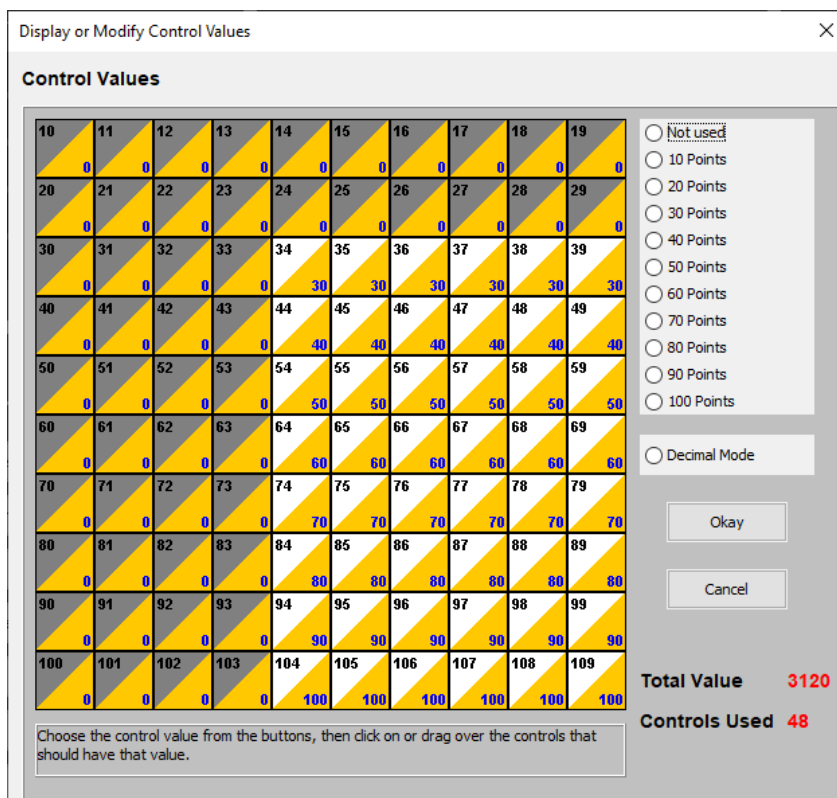 Display or Modify Control Values
Control Values
10 11 12 13 14 15 16 17 18 19
0 0 0 0 0 0 0 0 0 0
20 21 22 23 24 25 26 27 28 29
0 0 0 0 0 0 0 0 0 0
30 31 32 33 34 35 36 37 38 39
0 0 0 0 30 30 30 30 30 30
40 41 42 43 44 45 46 47 48 49
0 0 0 0 40 40 40 40 40 40
50 51 52 53 54 55 56 57 58 59
0 0 0 0 50 50 50 50 50 50
60 61 62 63 64 65 66 67 68 69
0 0 0 0 60 60 60 60 60 60
70 71 72 73 74 75 76 77 78 79
0 0 0 0 70 70 70 70 70 70
80 81 82 83 84 85 86 87 88 89
0 0 0 0 80 80 80 80 80 80
90 91 92 93 94 95 96 97 98 99
0 0 0 0 90 90 90 90 90 90
100 101 102 103 104 105 106 107 108 109
0 0 0 0 100 100 100 100 100 100
Choose the control value from the buttons, then click on or drag over the controls that
should have that value.
Not used
10 Points
20 Points
30 Points
40 Points
50 Points
60 Points
70 Points
80 Points
90 Points
100 Points
Decimal Mode
Okay
Cancel
Total Value 3120
Controls Used 48